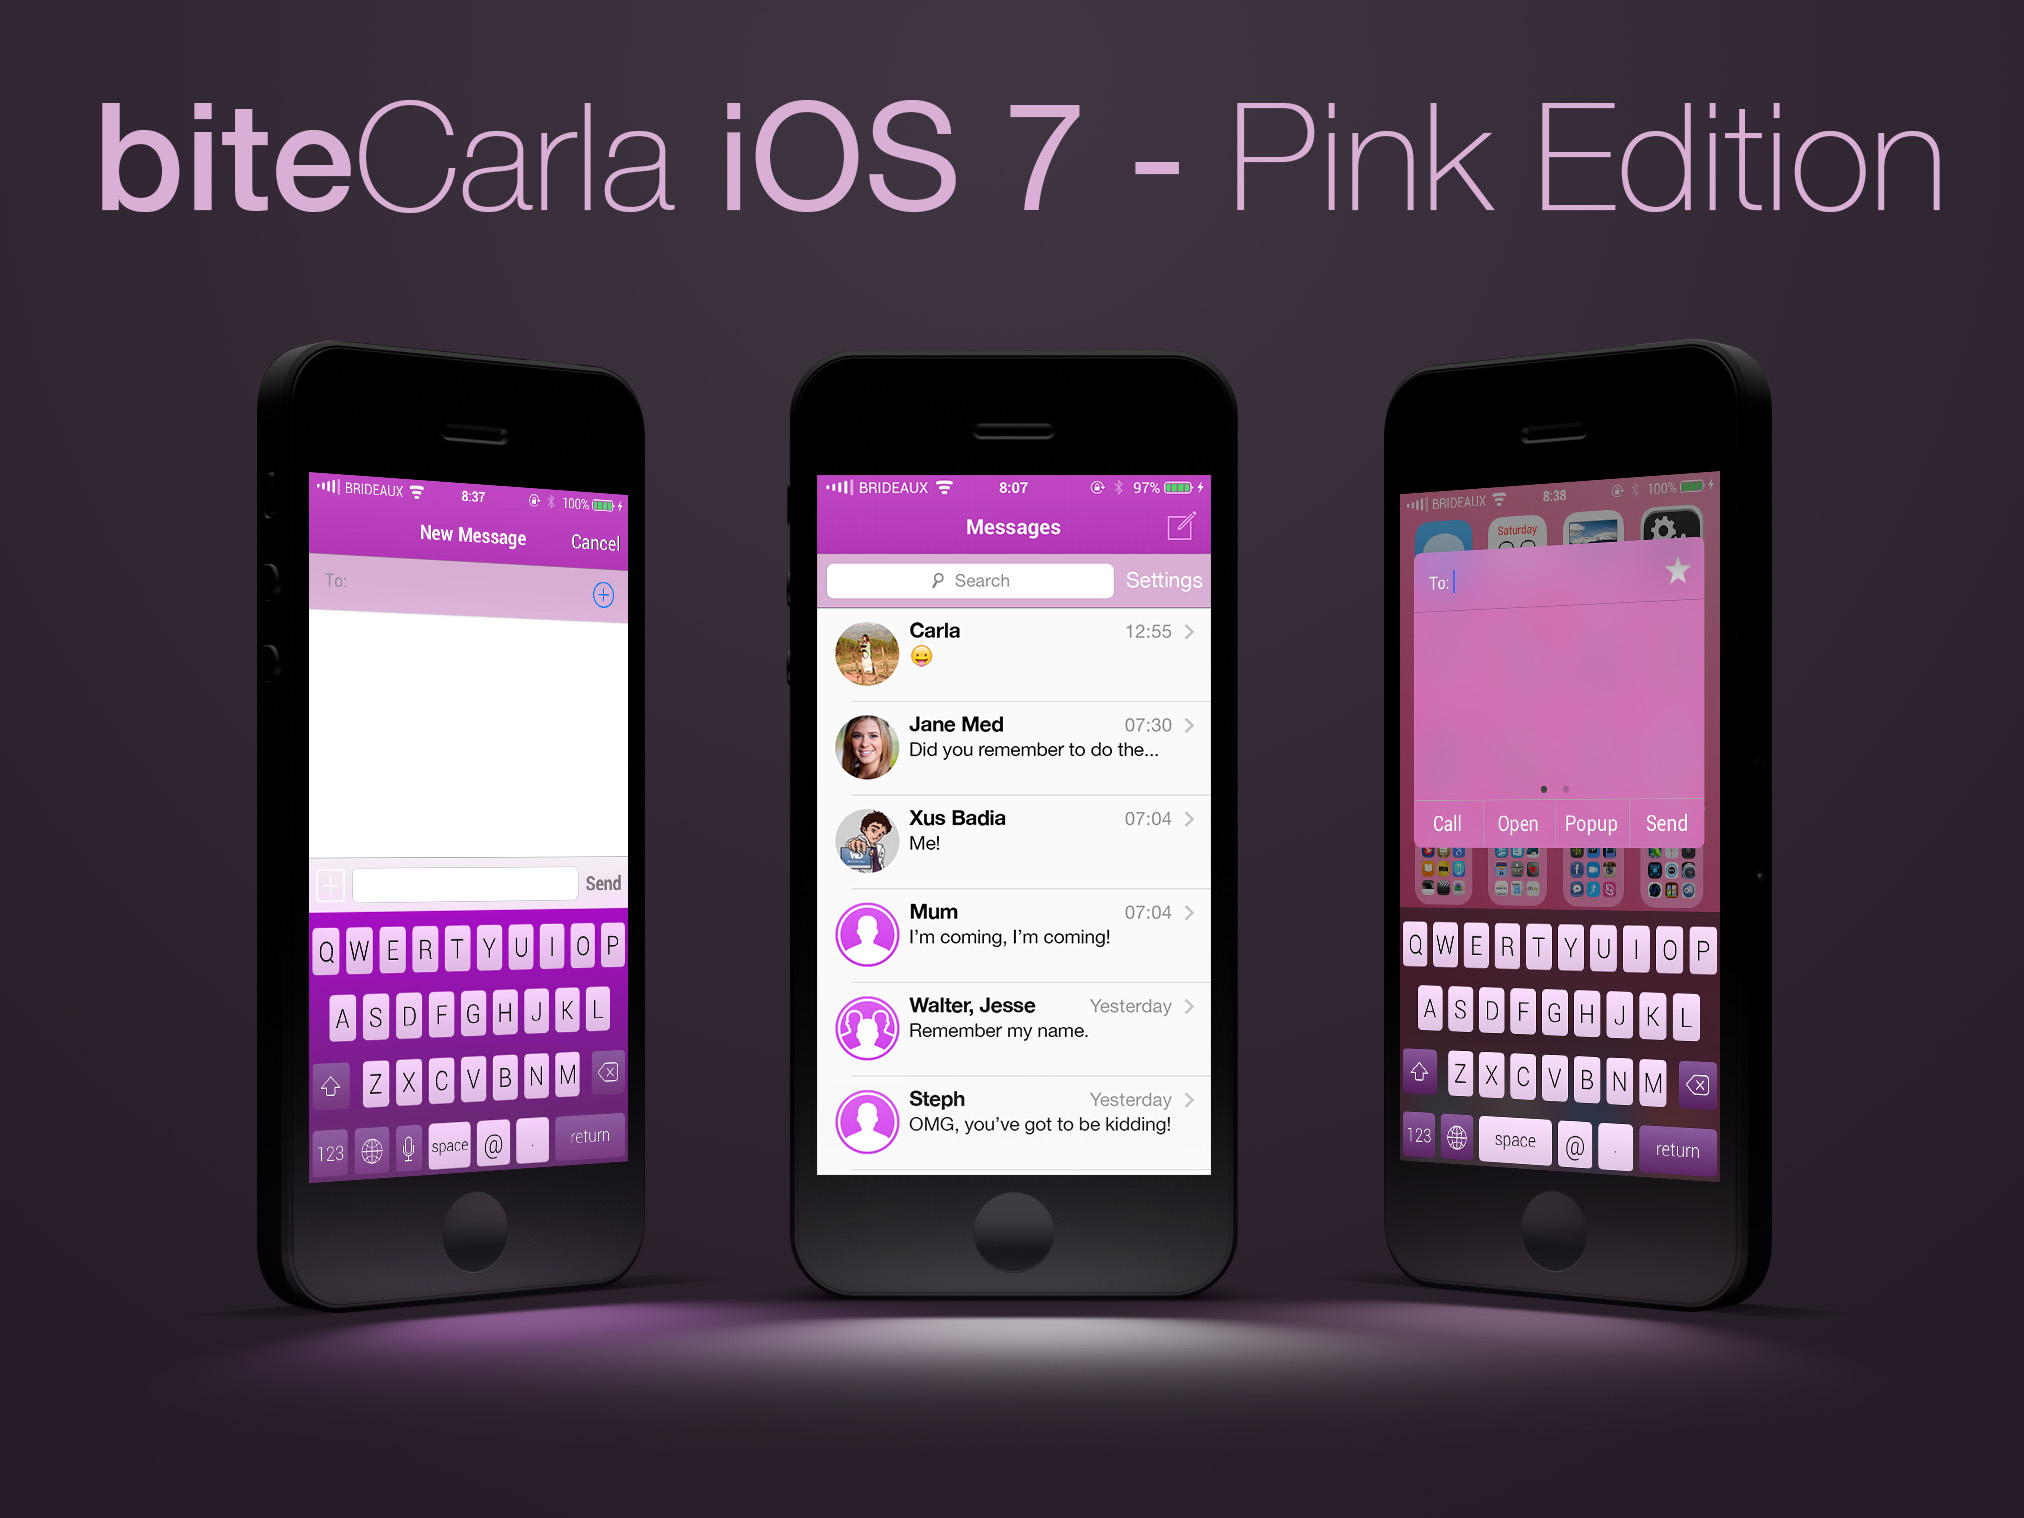 biteCarla iOS 7 - Pink Edition
BRIDEAUX 8:37 100%
New Message Cancel
To:
Send
Q W E R T Y U I O P
A S D F G H J K L
Z X C V B N M
123 space @ . return
BRIDEAUX 8:07 97%
Messages
Search Settings
Carla 12:55
😛
Jane Med 07:30
Did you remember to do the...
Xus Badia 07:04
Me!
Mum 07:04
I'm coming, I'm coming!
Walter, Jesse Yesterday
Remember my name.
Steph Yesterday
OMG, you've got to be kidding!
BRIDEAUX 8:38 100%
Saturday
To:
Call Open Popup Send
Q W E R T Y U I O P
A S D F G H J K L
Z X C V B N M
123 space @ . return